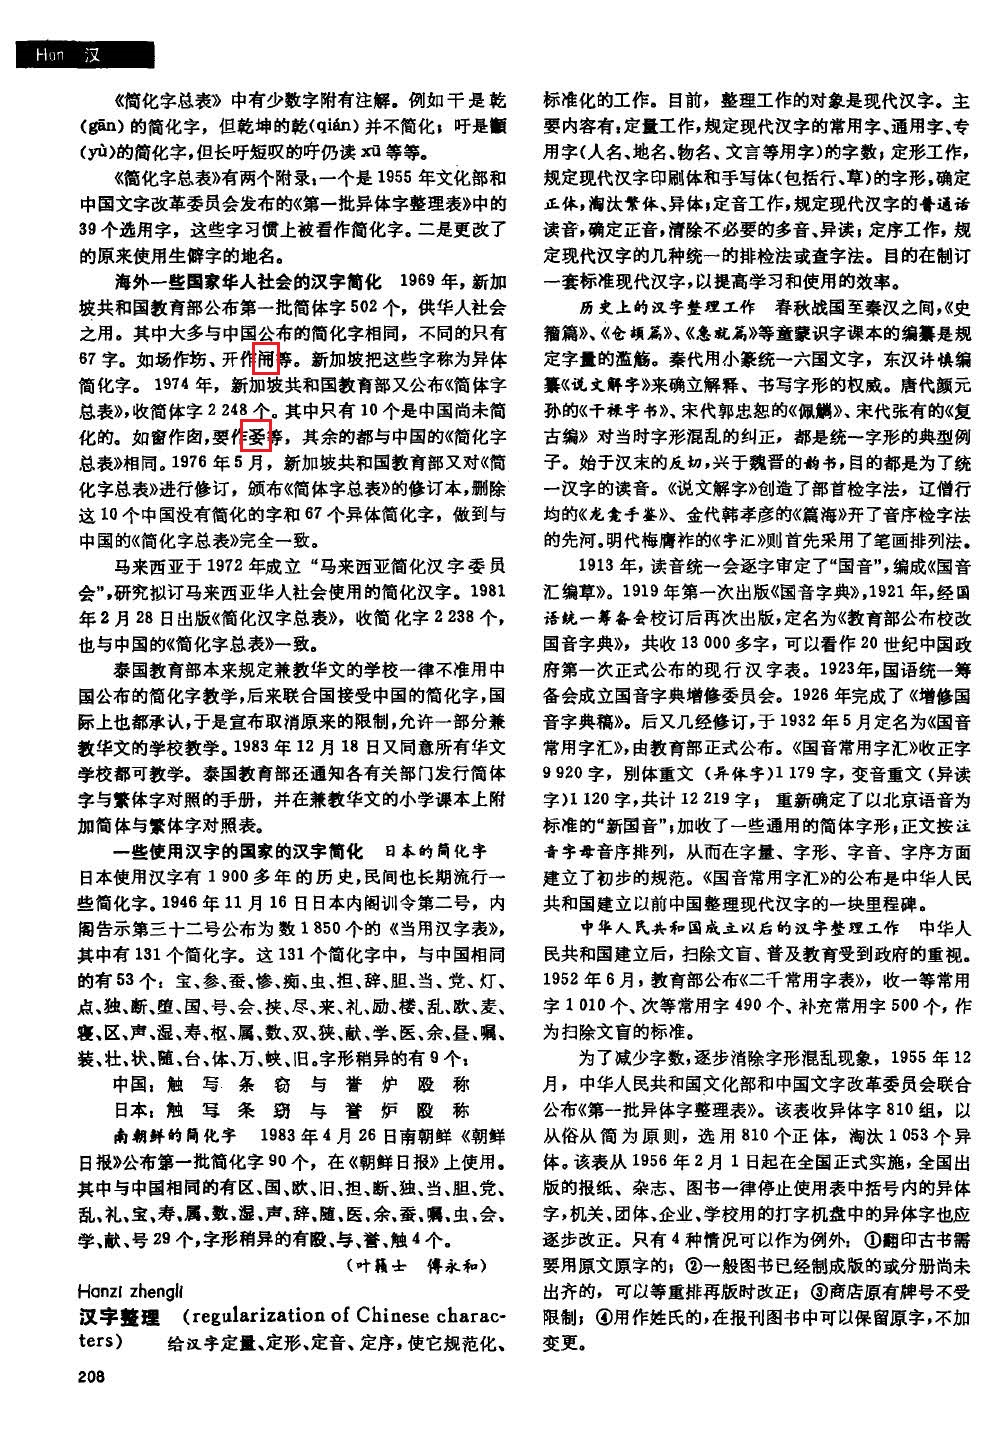 Han 汉
《简化字总表》中有少数字附有注解。例如干是乾
(gān) 的简化字，但乾坤的乾(qián)并不简化；吁是籲
(yù)的简化字，但长吁短叹的吁仍读 xū 等等。
《简化字总表》有两个附录：一个是 1955 年文化部和
中国文字改革委员会发布的《第一批异体字整理表》中的
39 个选用字，这些字习惯上被看作简化字。二是更改了
的原来使用生僻字的地名。
海外一些国家华人社会的汉字简化 1969 年，新加
坡共和国教育部公布第一批简体字 502 个，供华人社会
之用。其中大多与中国公布的简化字相同，不同的只有
67 字。如场作坊、开作等。新加坡把这些字称为异体
简化字。1974 年，新加坡共和国教育部又公布《简体字
总表》，收简体字 2 248 个。其中只有 10 个是中国尚未简
化的。如窗作囱，要作等，其余的都与中国的《简化字
总表》相同。1976 年 5 月，新加坡共和国教育部又对《简
化字总表》进行修订，颁布《简体字总表》的修订本，删除
这 10 个中国没有简化的字和 67 个异体简化字，做到与
中国的《简化字总表》完全一致。
马来西亚于 1972 年成立“马来西亚简化汉字委员
会”，研究拟订马来西亚华人社会使用的简化汉字。1981
年 2 月 28 日出版《简化汉字总表》，收简化字 2 238 个，
也与中国的《简化字总表》一致。
泰国教育部本来规定兼教华文的学校一律不准用中
国公布的简化字教学，后来联合国接受中国的简化字，国
际上也都承认，于是宣布取消原来的限制，允许一部分兼
教华文的学校教学。1983 年 12 月 18 日又同意所有华文
学校都可教学。泰国教育部还通知各有关部门发行简体
字与繁体字对照的手册，并在兼教华文的小学课本上附
加简体与繁体字对照表。
一些使用汉字的国家的汉字简化 日本的简化字
日本使用汉字有 1 900 多年的历史，民间也长期流行一
些简化字。1946 年 11 月 16 日日本内阁训令第二号，内
阁告示第三十二号公布为数 1 850 个的《当用汉字表》，
其中有 131 个简化字。这 131 个简化字中，与中国相同
的有 53 个：宝、参、蚕、惨、痴、虫、担、辞、胆、当、党、灯、
点、独、断、堕、国、号、会、挟、尽、来、礼、励、楼、乱、欧、麦、
寝、区、声、湿、寿、枢、属、数、双、狭、献、学、医、余、昼、嘱、
装、壮、状、随、台、体、万、峡、旧。字形稍异的有 9 个：
中国：触 写 条 窃 与 誉 炉 殴 称
日本：触 写 条 窃 与 誉 炉 殴 称
南朝鲜的简化字 1983 年 4 月 26 日南朝鲜《朝鲜
日报》公布第一批简化字 90 个，在《朝鲜日报》上使用。
其中与中国相同的有区、国、欧、旧、担、断、独、当、胆、党、
乱、礼、宝、寿、属、数、湿、声、辞、随、医、余、蚕、嘱、虫、会、
学、献、号 29 个，字形稍异的有殴、与、誉、触 4 个。
(叶籁士 傅永和)
Hanzi zhengli
汉字整理 (regularization of Chinese charac-
ters) 给汉字定量、定形、定音、定序，使它规范化、
208
标准化的工作。目前，整理工作的对象是现代汉字。主
要内容有：定量工作，规定现代汉字的常用字、通用字、专
用字(人名、地名、物名、文言等用字)的字数；定形工作，
规定现代汉字印刷体和手写体(包括行、草)的字形，确定
正体，淘汰繁体、异体；定音工作，规定现代汉字的普通话
读音，确定正音，清除不必要的多音、异读；定序工作，规
定现代汉字的几种统一的排检法或查字法。目的在制订
一套标准现代汉字，以提高学习和使用的效率。
历史上的汉字整理工作 春秋战国至秦汉之间，《史
籀篇》、《仓颉篇》、《急就篇》等童蒙识字课本的编纂是规
定字量的滥觞。秦代用小篆统一六国文字，东汉许慎编
纂《说文解字》来确立解释、书写字形的权威。唐代颜元
孙的《干禄字书》、宋代郭忠恕的《佩觿》、宋代张有的《复
古编》对当时字形混乱的纠正，都是统一字形的典型例
子。始于汉末的反切，兴于魏晋的韵书，目的都是为了统
一汉字的读音。《说文解字》创造了部首检字法，辽僧行
均的《龙龛手鉴》、金代韩孝彦的《篇海》开了音序检字法
的先河。明代梅膺祚的《字汇》则首先采用了笔画排列法。
1913 年，读音统一会逐字审定了“国音”，编成《国音
汇编草》。1919 年第一次出版《国音字典》，1921 年，经国
语统一筹备会校订后再次出版，定名为《教育部公布校改
国音字典》，共收 13 000 多字，可以看作 20 世纪中国政
府第一次正式公布的现行汉字表。1923年，国语统一筹
备会成立国音字典增修委员会。1926 年完成了《增修国
音字典稿》。后又几经修订，于 1932 年 5 月定名为《国音
常用字汇》，由教育部正式公布。《国音常用字汇》收正字
9 920 字，别体重文（异体字）1 179 字，变音重文（异读
字）1 120 字，共计 12 219 字；重新确定了以北京语音为
标准的“新国音”；加收了一些通用的简体字形；正文按注
音字母音序排列，从而在字量、字形、字音、字序方面
建立了初步的规范。《国音常用字汇》的公布是中华人民
共和国建立以前中国整理现代汉字的一块里程碑。
中华人民共和国成立以后的汉字整理工作 中华人
民共和国建立后，扫除文盲、普及教育受到政府的重视。
1952 年 6 月，教育部公布《二千常用字表》，收一等常用
字 1 010 个、次等常用字 490 个、补充常用字 500 个，作
为扫除文盲的标准。
为了减少字数，逐步消除字形混乱现象，1955 年 12
月，中华人民共和国文化部和中国文字改革委员会联合
公布《第一批异体字整理表》。该表收异体字 810 组，以
从俗从简为原则，选用 810 个正体，淘汰 1 053 个异
体。该表从 1956 年 2 月 1 日起在全国正式实施，全国出
版的报纸、杂志、图书一律停止使用表中括号内的异体
字，机关、团体、企业、学校用的打字机盘中的异体字也应
逐步改正。只有 4 种情况可以作为例外：①翻印古书需
要用原文原字的；②一般图书已经制成版的或分册尚未
出齐的，可以等重排再版时改正；③商店原有牌号不受
限制；④用作姓氏的，在报刊图书中可以保留原字，不加
变更。